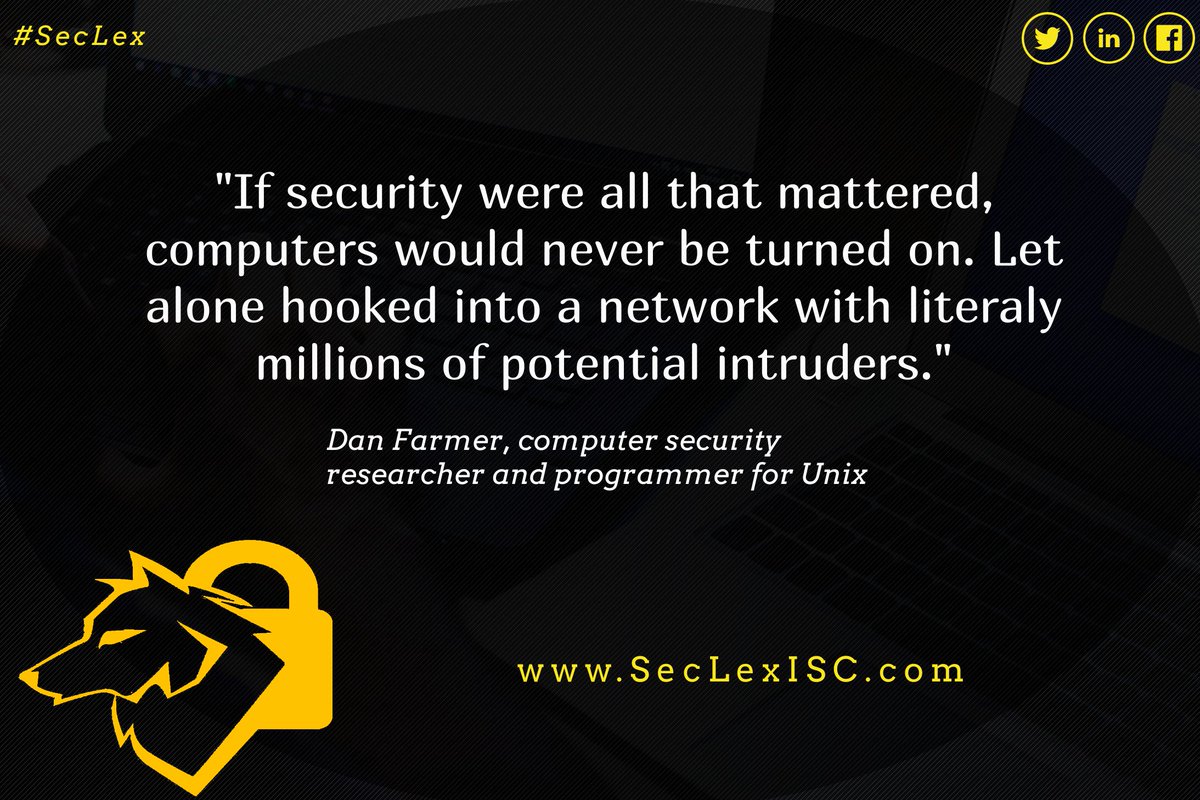 #SecLex
"If security were all that mattered,
computers would never be turned on. Let
alone hooked into a network with literaly
millions of potential intruders."
Dan Farmer, computer security
researcher and programmer for Unix
www.SecLexISC.com